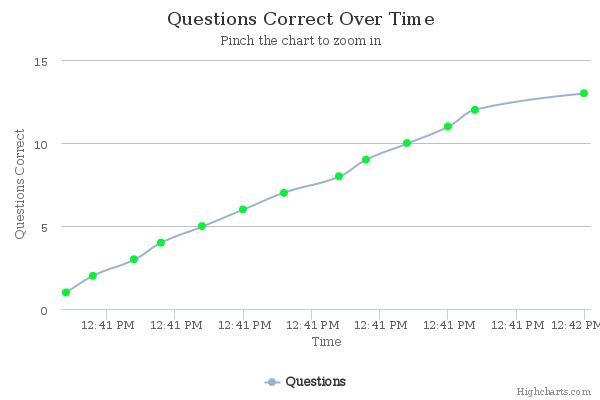 Questions Correct Over Time
Pinch the chart to zoom in
Questions Correct
15
10
5
0
12:41 PM 12:41 PM 12:41 PM 12:41 PM 12:41 PM 12:41 PM 12:41 PM 12:42 PM
Time
Questions
Highcharts.com